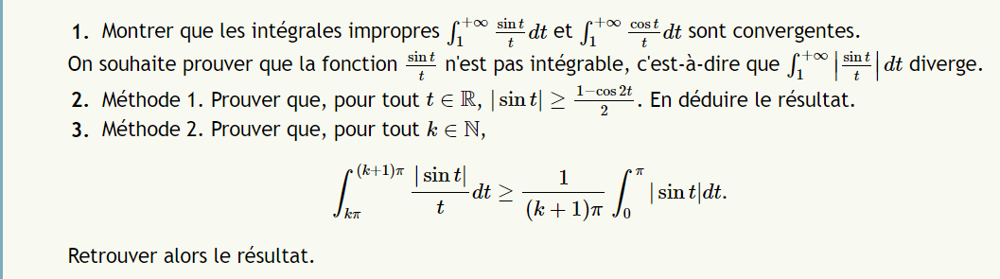 1. Montrer que les intégrales impropres $\int_1^{+\infty} \frac{\sin t}{t} dt$ et $\int_1^{+\infty} \frac{\cos t}{t} dt$ sont convergentes.
On souhaite prouver que la fonction $\frac{\sin t}{t}$ n'est pas intégrable, c'est-à-dire que $\int_1^{+\infty} \left| \frac{\sin t}{t} \right| dt$ diverge.
2. Méthode 1. Prouver que, pour tout $t \in \mathbb{R}$, $|\sin t| \geq \frac{1-\cos 2t}{2}$. En déduire le résultat.
3. Méthode 2. Prouver que, pour tout $k \in \mathbb{N}$,
$\int_{k\pi}^{(k+1)\pi} \frac{|\sin t|}{t} dt \geq \frac{1}{(k+1)\pi} \int_0^{\pi} |\sin t| dt.$
Retrouver alors le résultat.